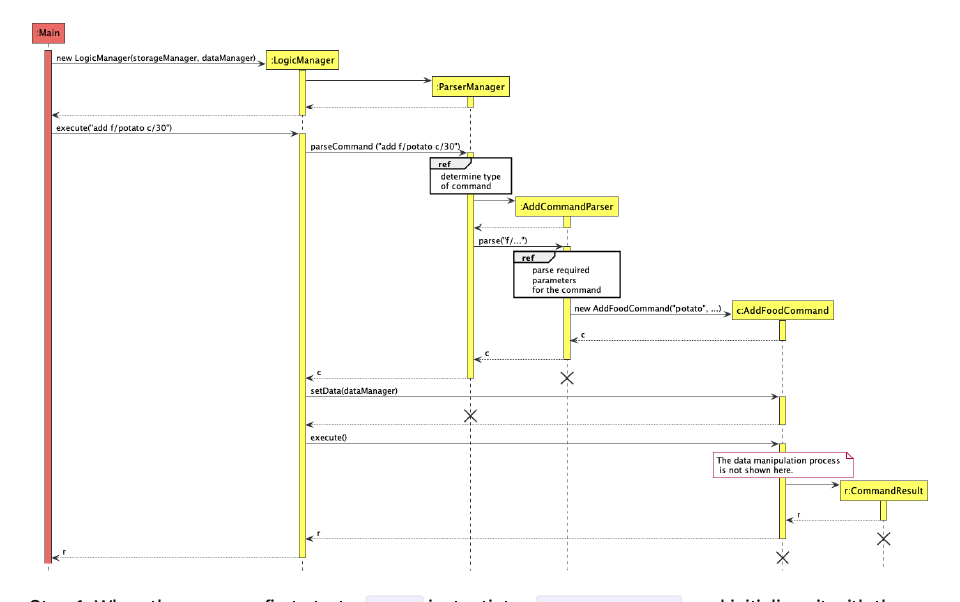 :Main
new LogicManager(storageManager, dataManager)
:LogicManager
:ParserManager
execute("add f/potato c/30")
parseCommand ("add f/potato c/30")
ref
determine type
of command
:AddCommandParser
parse("f/...")
ref
parse required
parameters
for the command
new AddFoodCommand("potato", ...)
c:AddFoodCommand
c
c
c
setData(dataManager)
execute()
The data manipulation process
is not shown here.
r:CommandResult
r
r
r